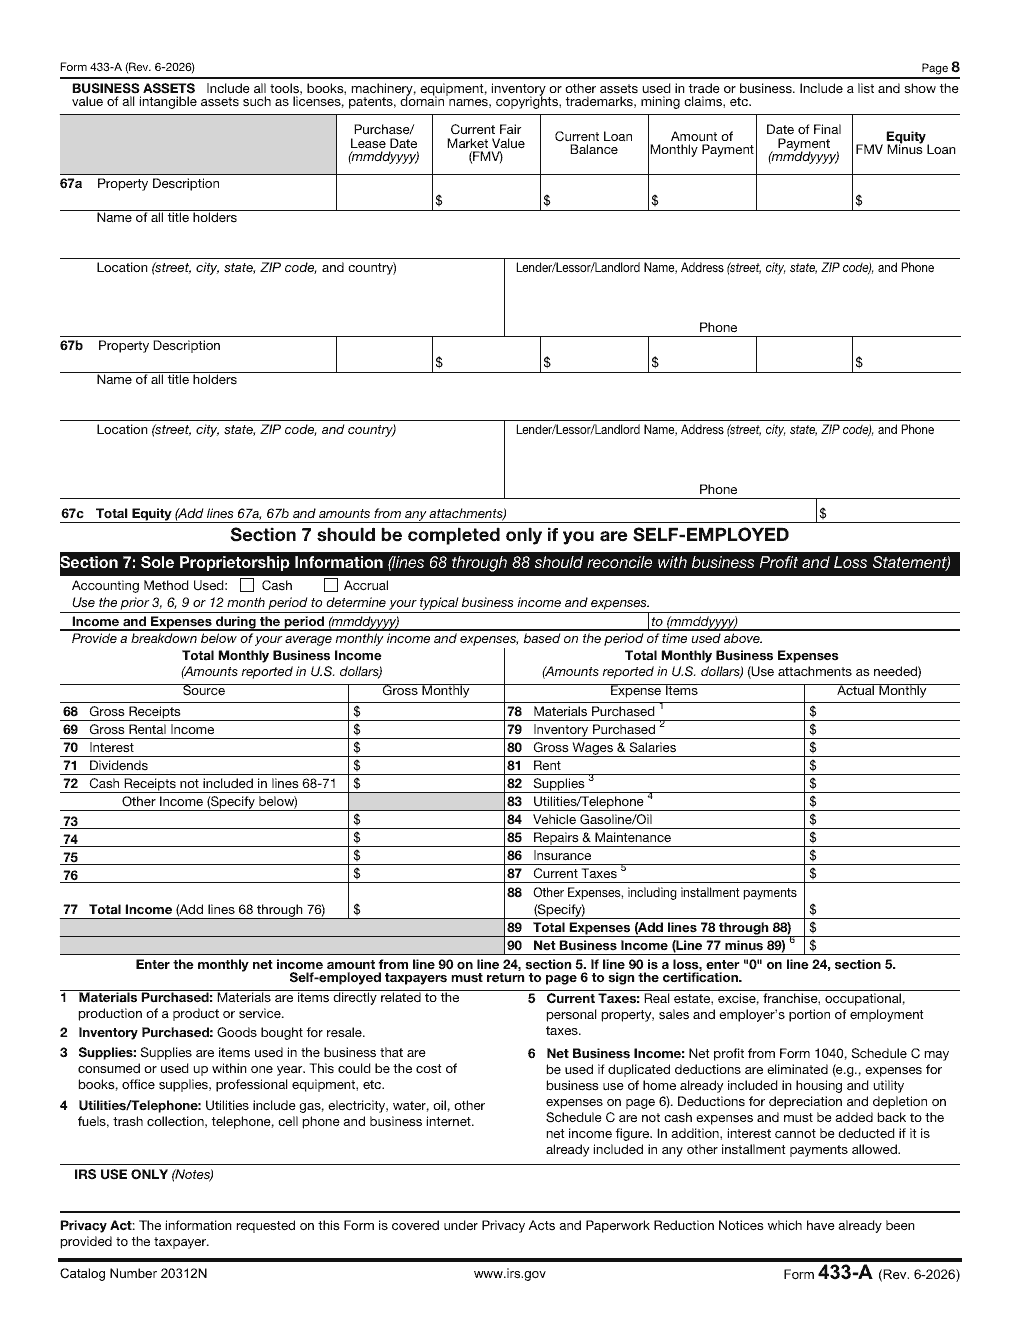 Form 433-A (Rev. 6-2026)
Page 8
BUSINESS ASSETS Include all tools, books, machinery, equipment, inventory or other assets used in trade or business. Include a list and show the
value of all intangible assets such as licenses, patents, domain names, copyrights, trademarks, mining claims, etc.
Purchase/
Lease Date
(mmddyyyy)
Current Fair
Market Value
(FMV)
Current Loan
Balance
Amount of
Monthly Payment
Date of Final
Payment
(mmddyyyy)
Equity
FMV Minus Loan
67a Property Description
$ $ $ $
Name of all title holders
Location (street, city, state, ZIP code, and country)
Lender/Lessor/Landlord Name, Address (street, city, state, ZIP code), and Phone
Phone
67b Property Description
$ $ $ $
Name of all title holders
Location (street, city, state, ZIP code, and country)
Lender/Lessor/Landlord Name, Address (street, city, state, ZIP code), and Phone
Phone
67c Total Equity (Add lines 67a, 67b and amounts from any attachments) $
Section 7 should be completed only if you are SELF-EMPLOYED
Section 7: Sole Proprietorship Information (lines 68 through 88 should reconcile with business Profit and Loss Statement)
Accounting Method Used: Cash Accrual
Use the prior 3, 6, 9 or 12 month period to determine your typical business income and expenses.
Income and Expenses during the period (mmddyyyy) to (mmddyyyy)
Provide a breakdown below of your average monthly income and expenses, based on the period of time used above.
Total Monthly Business Income
(Amounts reported in U.S. dollars)
Source Gross Monthly
68 Gross Receipts $
69 Gross Rental Income $
70 Interest $
71 Dividends $
72 Cash Receipts not included in lines 68-71 $
Other Income (Specify below)
73 $
74 $
75 $
76 $
77 Total Income (Add lines 68 through 76) $
Total Monthly Business Expenses
(Amounts reported in U.S. dollars) (Use attachments as needed)
Expense Items Actual Monthly
78 Materials Purchased 1 $
79 Inventory Purchased 2 $
80 Gross Wages & Salaries $
81 Rent $
82 Supplies 3 $
83 Utilities/Telephone 4 $
84 Vehicle Gasoline/Oil $
85 Repairs & Maintenance $
86 Insurance $
87 Current Taxes 5 $
88 Other Expenses, including installment payments
(Specify) $
89 Total Expenses (Add lines 78 through 88) $
90 Net Business Income (Line 77 minus 89) 6 $
Enter the monthly net income amount from line 90 on line 24, section 5. If line 90 is a loss, enter "0" on line 24, section 5.
Self-employed taxpayers must return to page 6 to sign the certification.
1 Materials Purchased: Materials are items directly related to the
production of a product or service.
2 Inventory Purchased: Goods bought for resale.
3 Supplies: Supplies are items used in the business that are
consumed or used up within one year. This could be the cost of
books, office supplies, professional equipment, etc.
4 Utilities/Telephone: Utilities include gas, electricity, water, oil, other
fuels, trash collection, telephone, cell phone and business internet.
5 Current Taxes: Real estate, excise, franchise, occupational,
personal property, sales and employer's portion of employment
taxes.
6 Net Business Income: Net profit from Form 1040, Schedule C may
be used if duplicated deductions are eliminated (e.g., expenses for
business use of home already included in housing and utility
expenses on page 6). Deductions for depreciation and depletion on
Schedule C are not cash expenses and must be added back to the
net income figure. In addition, interest cannot be deducted if it is
already included in any other installment payments allowed.
IRS USE ONLY (Notes)
Privacy Act: The information requested on this Form is covered under Privacy Acts and Paperwork Reduction Notices which have already been
provided to the taxpayer.
Catalog Number 20312N
www.irs.gov
Form 433-A (Rev. 6-2026)